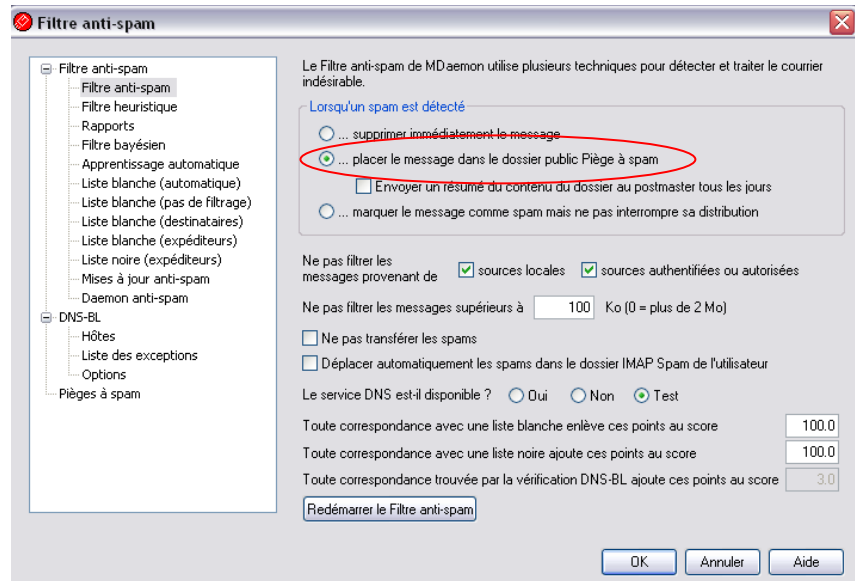 Filtre anti-spam
Filtre anti-spam
Filtre anti-spam
Filtre heuristique
Rapports
Filtre bayésien
Apprentissage automatique
Liste blanche (automatique)
Liste blanche (pas de filtrage)
Liste blanche (destinataires)
Liste blanche (expéditeurs)
Liste noire (expéditeurs)
Mises à jour anti-spam
Daemon anti-spam
DNS-BL
Hôtes
Liste des exceptions
Options
Pièges à spam
Le Filtre anti-spam de MDaemon utilise plusieurs techniques pour détecter et traiter le courrier
indésirable.
Lorsqu'un spam est détecté
... supprimer immédiatement le message
... placer le message dans le dossier public Piège à spam
Envoyer un résumé du contenu du dossier au postmaster tous les jours
... marquer le message comme spam mais ne pas interrompre sa distribution
Ne pas filtrer les
messages provenant de sources locales sources authentifiées ou autorisées
Ne pas filtrer les messages supérieurs à 100 Ko (0 = plus de 2 Mo)
Ne pas transférer les spams
Déplacer automatiquement les spams dans le dossier IMAP Spam de l'utilisateur
Le service DNS est-il disponible ? Oui Non Test
Toute correspondance avec une liste blanche enlève ces points au score 100.0
Toute correspondance avec une liste noire ajoute ces points au score 100.0
Toute correspondance trouvée par la vérification DNS-BL ajoute ces points au score 3.0
Redémarrer le Filtre anti-spam
OK Annuler Aide